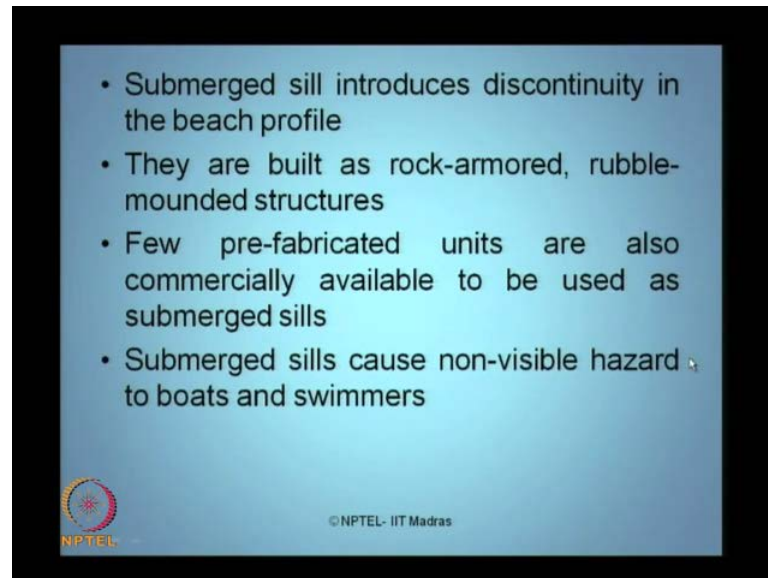 • Submerged sill introduces discontinuity in
the beach profile
• They are built as rock-armored, rubble-
mounded structures
• Few pre-fabricated units are also
commercially available to be used as
submerged sills
• Submerged sills cause non-visible hazard
to boats and swimmers
NPTEL
© NPTEL- IIT Madras